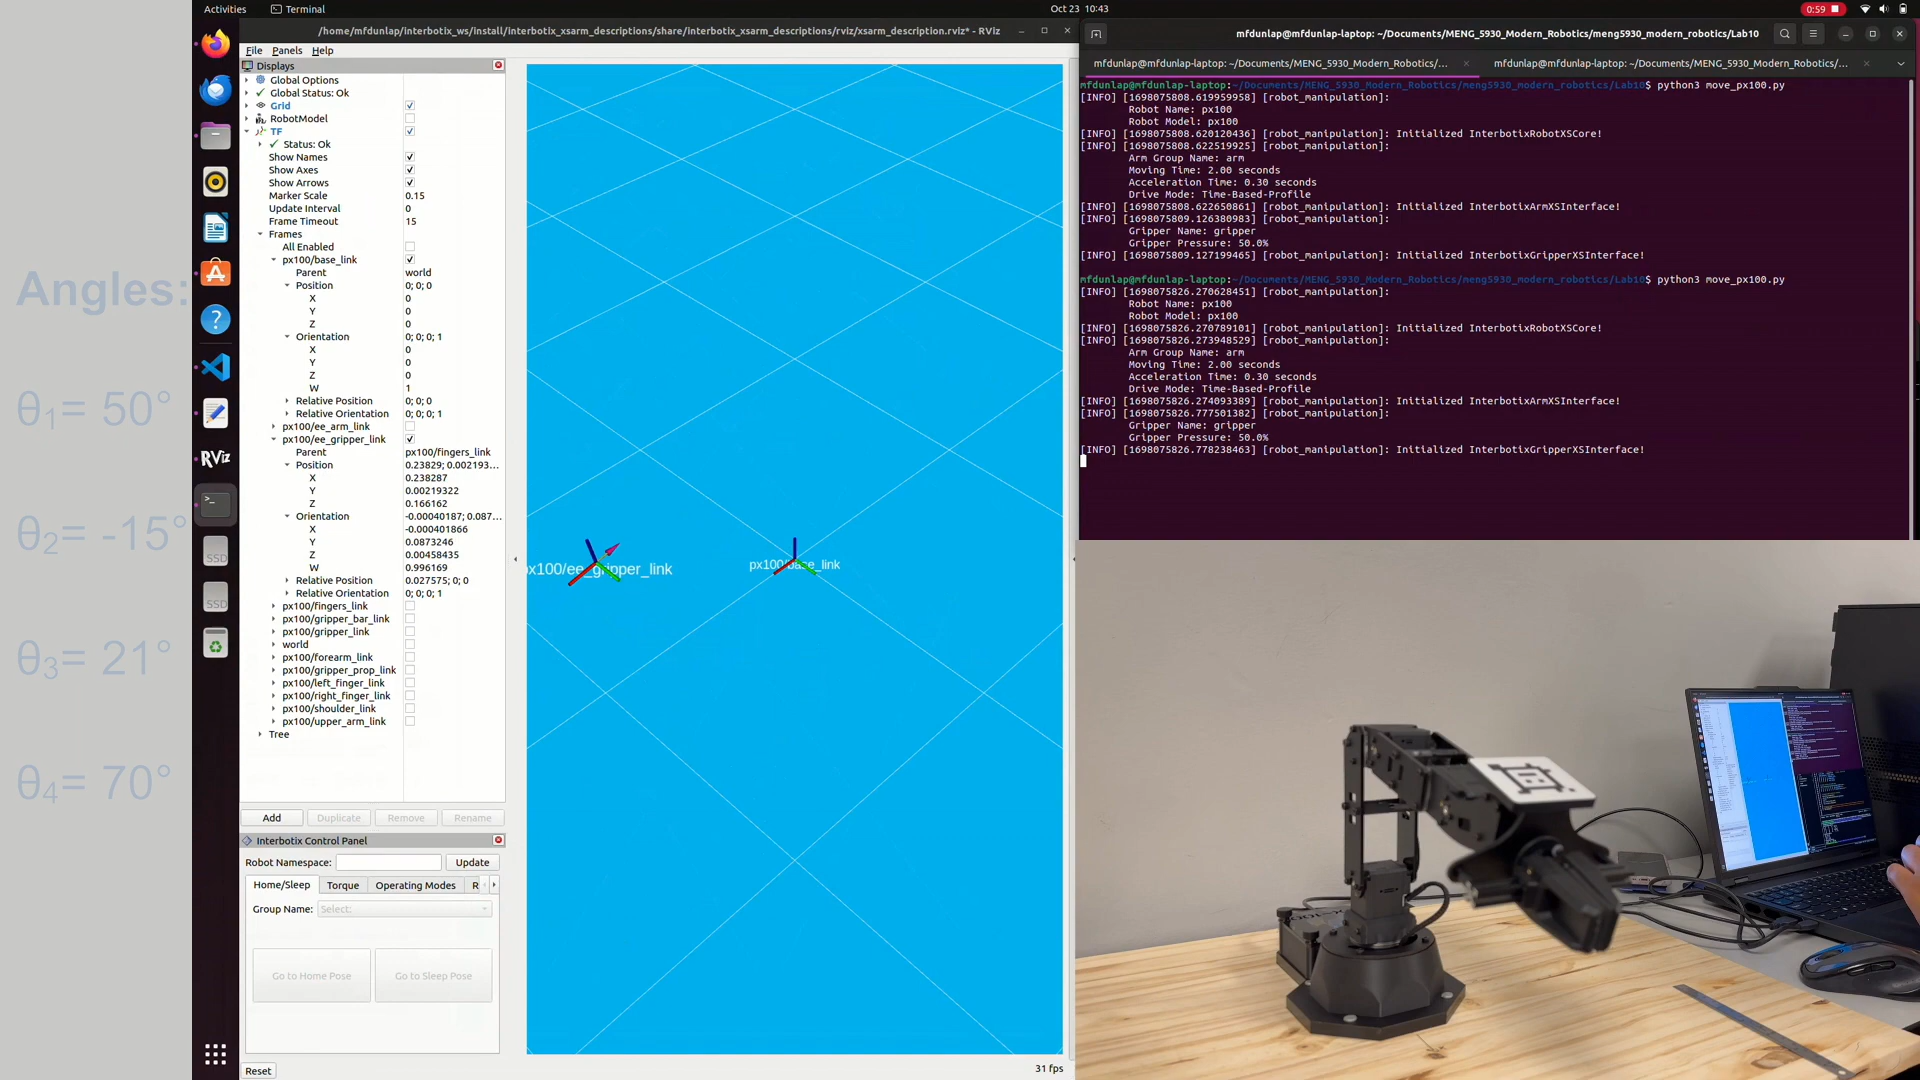 Activities
Terminal
Oct 23 10:43
0:59
/home/mfdunlap/interbotix_ws/install/interbotix_xsarm_descriptions/share/interbotix_xsarm_descriptions/rviz/xsarm_description.rviz* - RViz
File Panels Help
Displays
Global Options
Global Status: Ok
Grid
RobotModel
TF
Status: Ok
Show Names
Show Axes
Show Arrows
Marker Scale 0.15
Update Interval 0
Frame Timeout 15
Frames
All Enabled
px100/base_link
Parent world
Position 0; 0; 0
X 0
Y 0
Z 0
Orientation 0; 0; 0; 1
X 0
Y 0
Z 0
W 1
Relative Position 0; 0; 0
Relative Orientation 0; 0; 0; 1
px100/ee_arm_link
px100/ee_gripper_link
Parent px100/fingers_link
Position 0.23829; 0.002193...
X 0.238287
Y 0.00219322
Z 0.166162
Orientation -0.00040187; 0.087...
X -0.000401866
Y 0.0873246
Z 0.00458435
W 0.996169
Relative Position 0.027575; 0; 0
Relative Orientation 0; 0; 0; 1
px100/fingers_link
px100/gripper_bar_link
px100/gripper_link
world
px100/forearm_link
px100/gripper_prop_link
px100/left_finger_link
px100/right_finger_link
px100/shoulder_link
px100/upper_arm_link
Tree
Add Duplicate Remove Rename
Interbotix Control Panel
Robot Namespace: Update
Home/Sleep Torque Operating Modes R
Group Name: Select:
Go to Home Pose Go to Sleep Pose
Reset
31 fps
Angles:
θ1= 50°
θ2= -15°
θ3= 21°
θ4= 70°
RViz
SSD
SSD
px100/ee_gripper_link
px100/base_link
mfdunlap@mfdunlap-laptop: ~/Documents/MENG_5930_Modern_Robotics/meng5930_modern_robotics/Lab10
mfdunlap@mfdunlap-laptop: ~/Documents/MENG_5930_Modern_Robotics/...
mfdunlap@mfdunlap-laptop: ~/Documents/MENG_5930_Modern_Robotics/...
mfdunlap@mfdunlap-laptop:~/Documents/MENG_5930_Modern_Robotics/meng5930_modern_robotics/Lab10$ python3 move_px100.py
[INFO] [1698075808.619959958] [robot_manipulation]:
Robot Name: px100
Robot Model: px100
[INFO] [1698075808.620120436] [robot_manipulation]: Initialized InterbotixRobotXSCore!
[INFO] [1698075808.622519925] [robot_manipulation]:
Arm Group Name: arm
Moving Time: 2.00 seconds
Acceleration Time: 0.30 seconds
Drive Mode: Time-Based-Profile
[INFO] [1698075808.622650861] [robot_manipulation]: Initialized InterbotixArmXSInterface!
[INFO] [1698075809.126380983] [robot_manipulation]:
Gripper Name: gripper
Gripper Pressure: 50.0%
[INFO] [1698075809.127199465] [robot_manipulation]: Initialized InterbotixGripperXSInterface!
mfdunlap@mfdunlap-laptop:~/Documents/MENG_5930_Modern_Robotics/meng5930_modern_robotics/Lab10$ python3 move_px100.py
[INFO] [1698075826.270628451] [robot_manipulation]:
Robot Name: px100
Robot Model: px100
[INFO] [1698075826.270789101] [robot_manipulation]: Initialized InterbotixRobotXSCore!
[INFO] [1698075826.273948529] [robot_manipulation]:
Arm Group Name: arm
Moving Time: 2.00 seconds
Acceleration Time: 0.30 seconds
Drive Mode: Time-Based-Profile
[INFO] [1698075826.274093389] [robot_manipulation]: Initialized InterbotixArmXSInterface!
[INFO] [1698075826.777501382] [robot_manipulation]:
Gripper Name: gripper
Gripper Pressure: 50.0%
[INFO] [1698075826.778238463] [robot_manipulation]: Initialized InterbotixGripperXSInterface!